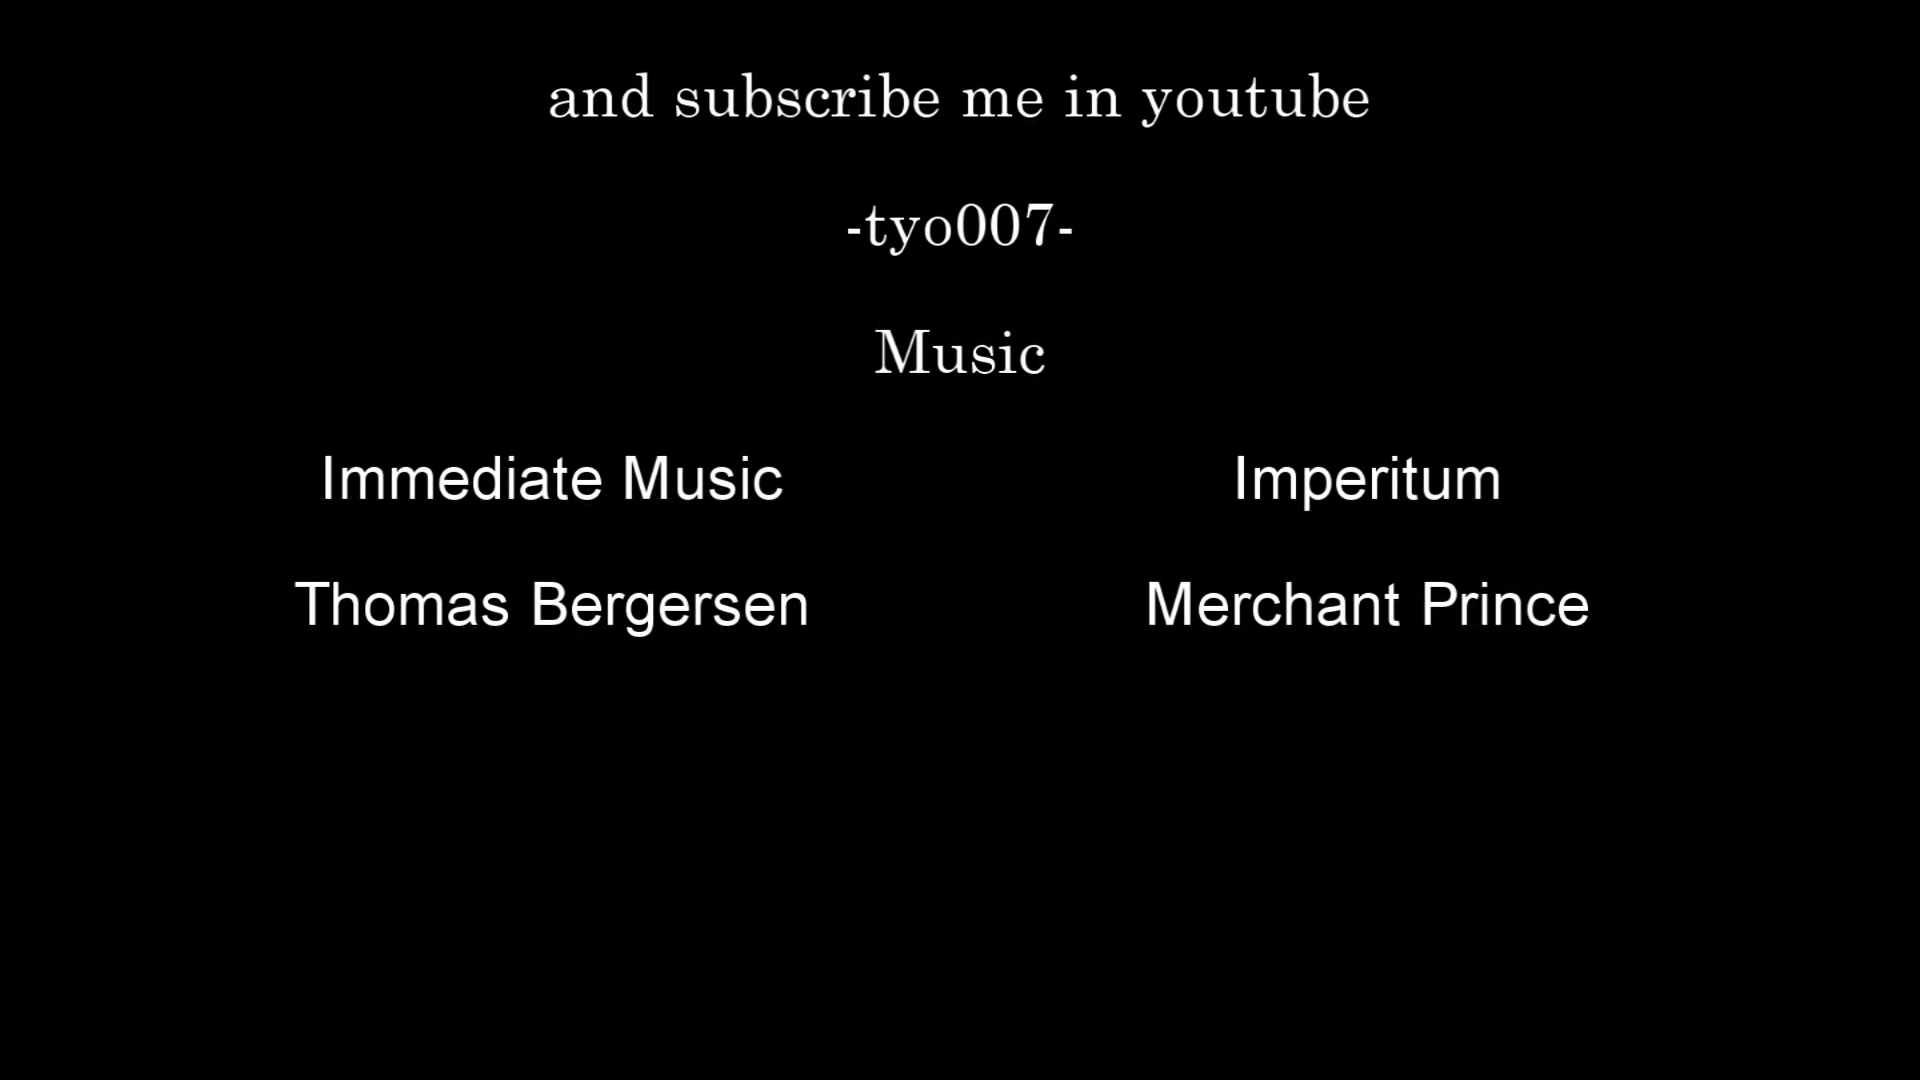 and subscribe me in youtube
-tyo007-
Music
Immediate Music Imperitum
Thomas Bergersen Merchant Prince